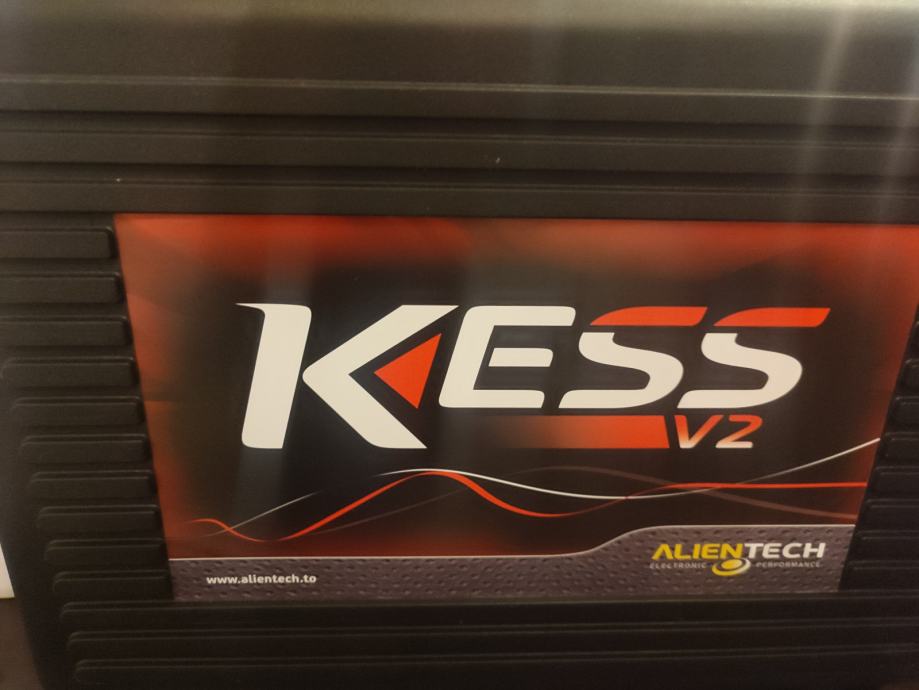 KESS
V2
ALIENTECH
ELECTRONIC PERFORMANCE
www.alientech.to